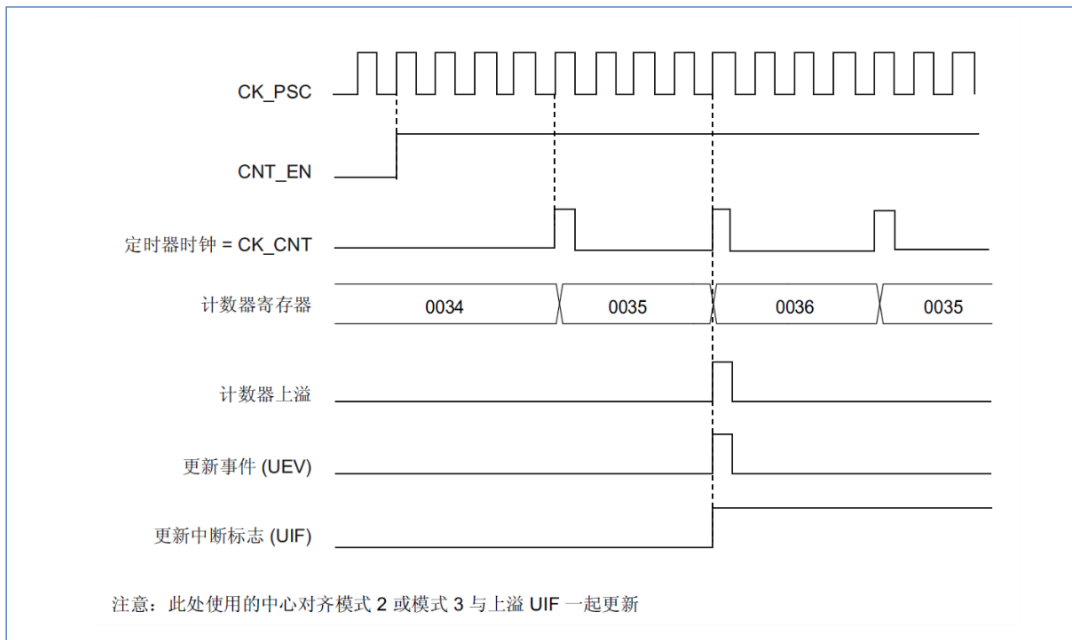 CK_PSC
CNT_EN
定时器时钟 = CK_CNT
计数器寄存器 0034 0035 0036 0035
计数器上溢
更新事件 (UEV)
更新中断标志 (UIF)
注意：此处使用的中心对齐模式 2 或模式 3 与上溢 UIF 一起更新